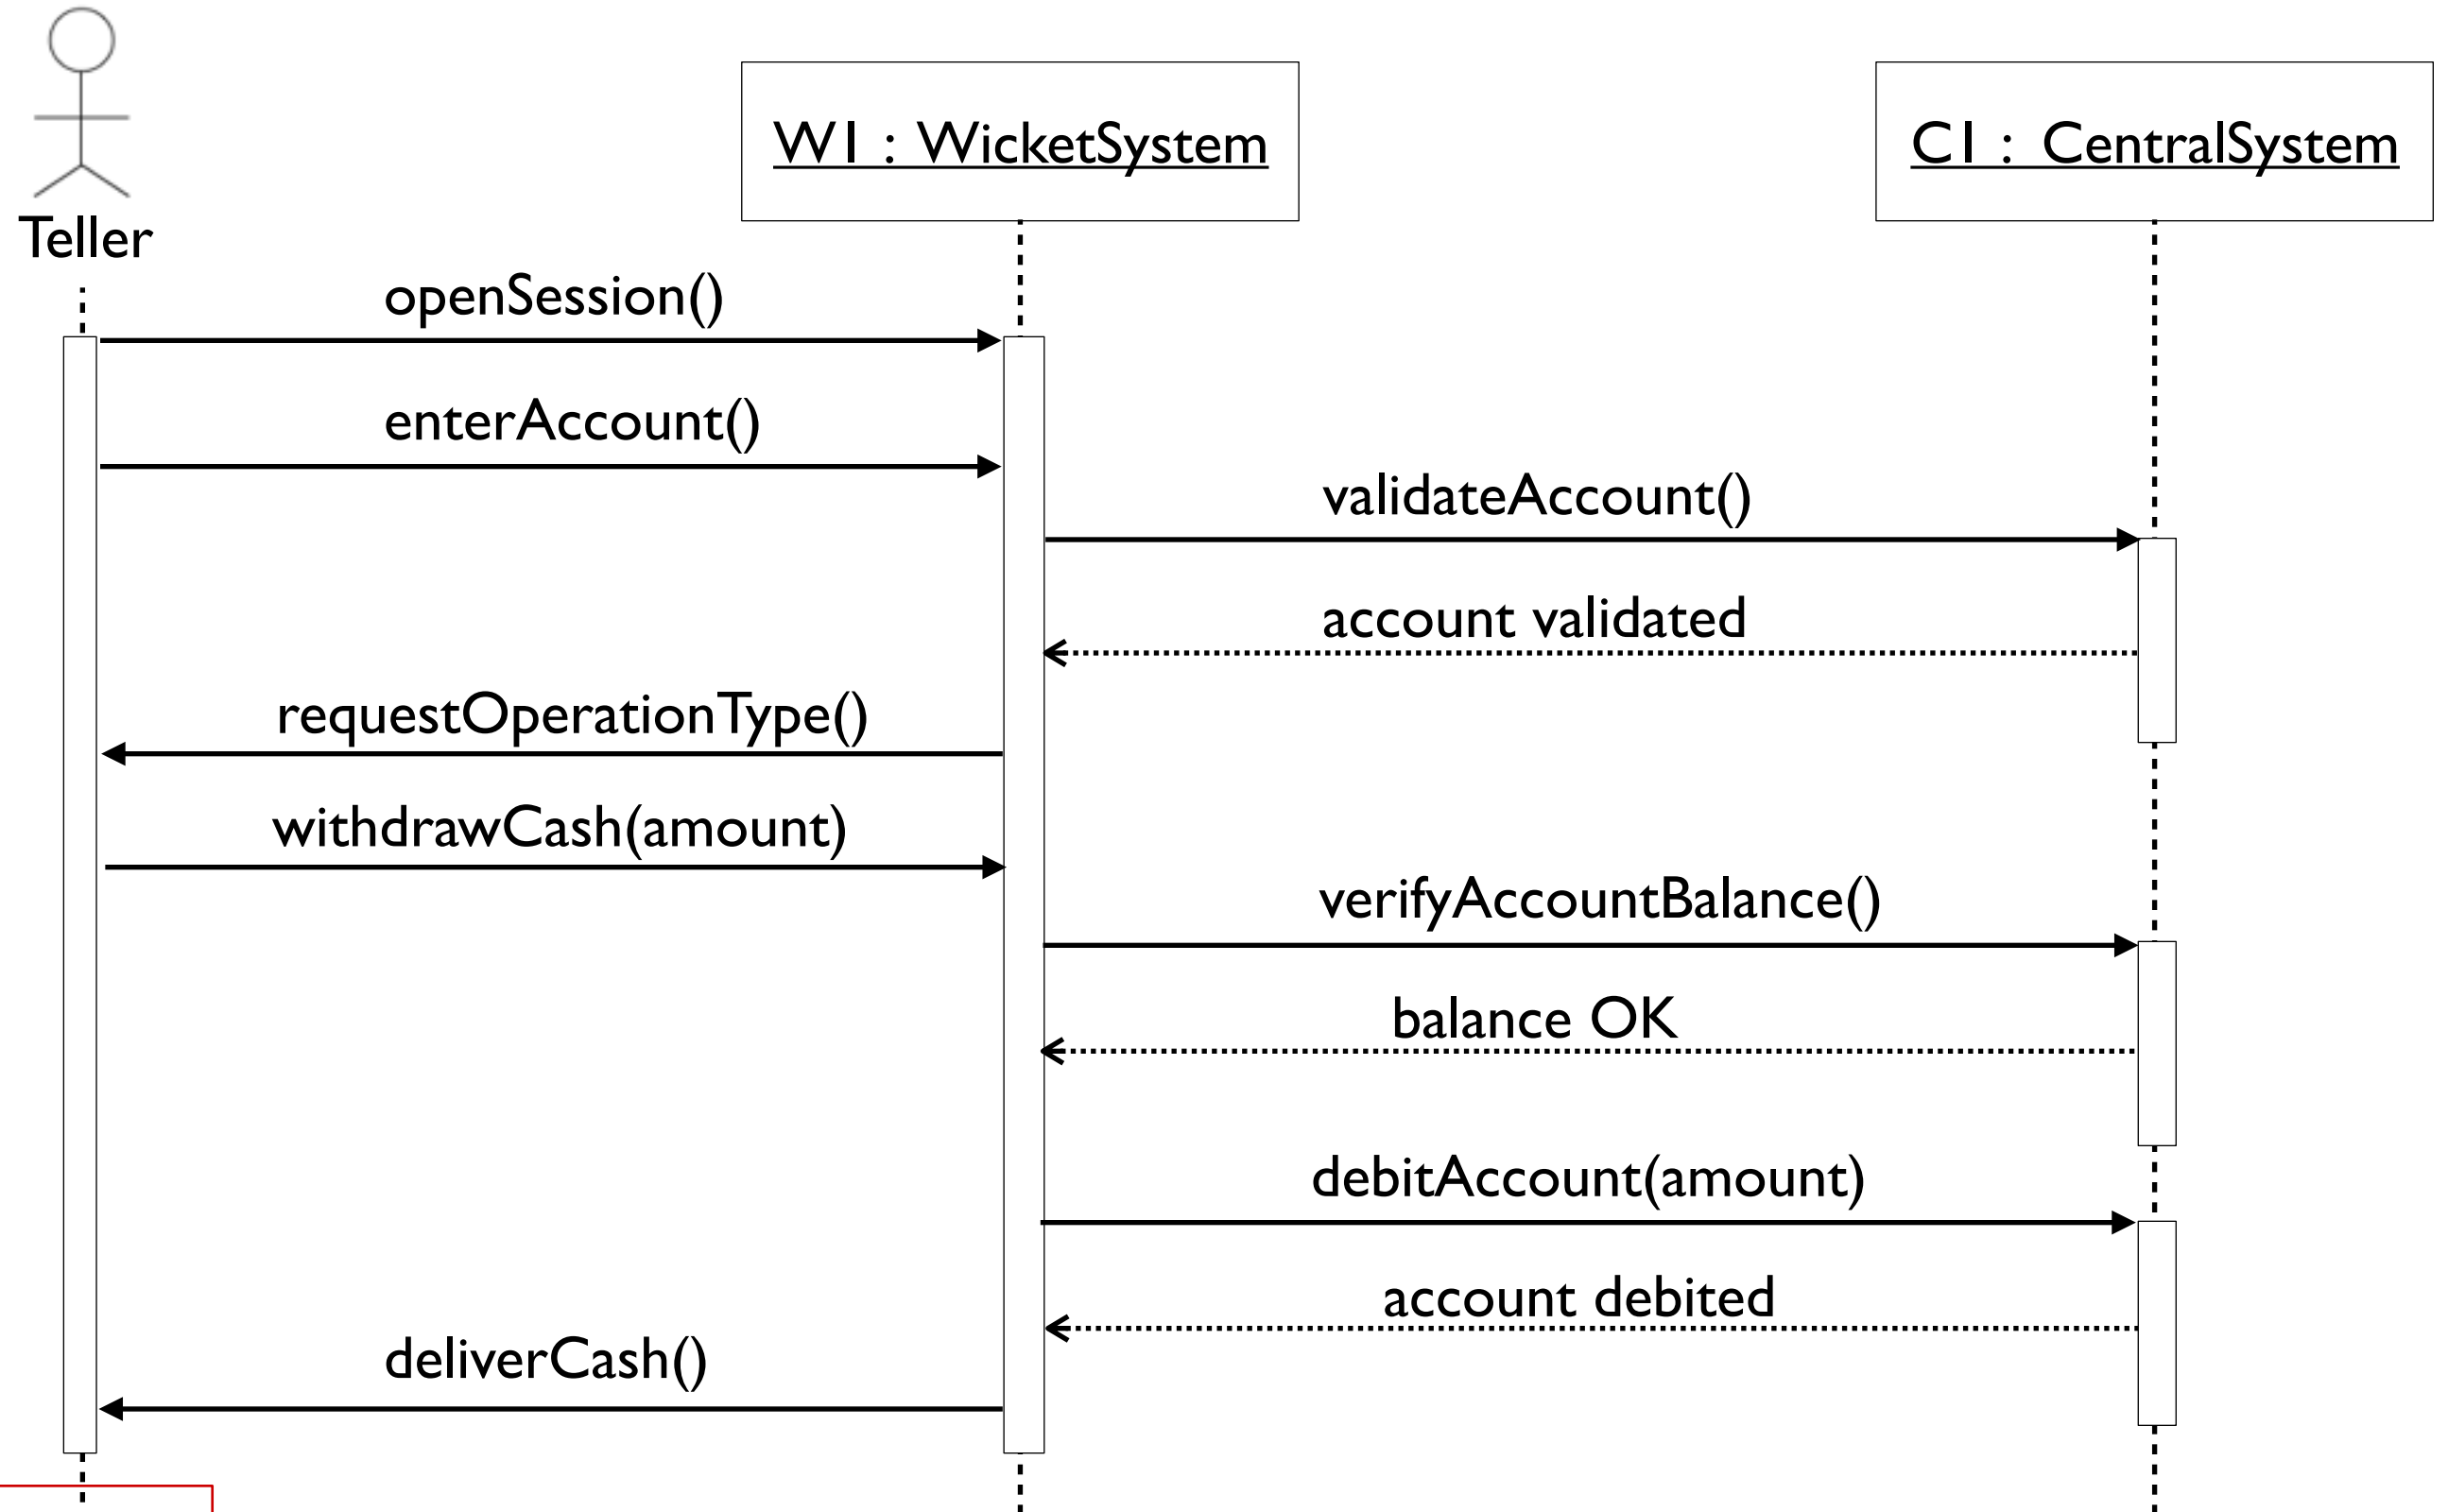 W1 : WicketSystem
C1 : CentralSystem
Teller
openSession()
enterAccount()
validateAccount()
account validated
requestOperationType()
withdrawCash(amount)
verifyAccountBalance()
balance OK
debitAccount(amount)
account debited
deliverCash()